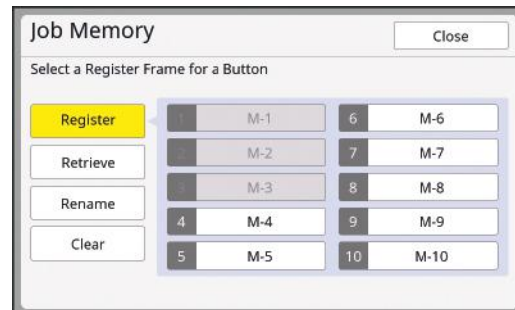 Job Memory
Close
Select a Register Frame for a Button
Register
Retrieve
Rename
Clear
1 M-1
2 M-2
3 M-3
4 M-4
5 M-5
6 M-6
7 M-7
8 M-8
9 M-9
10 M-10